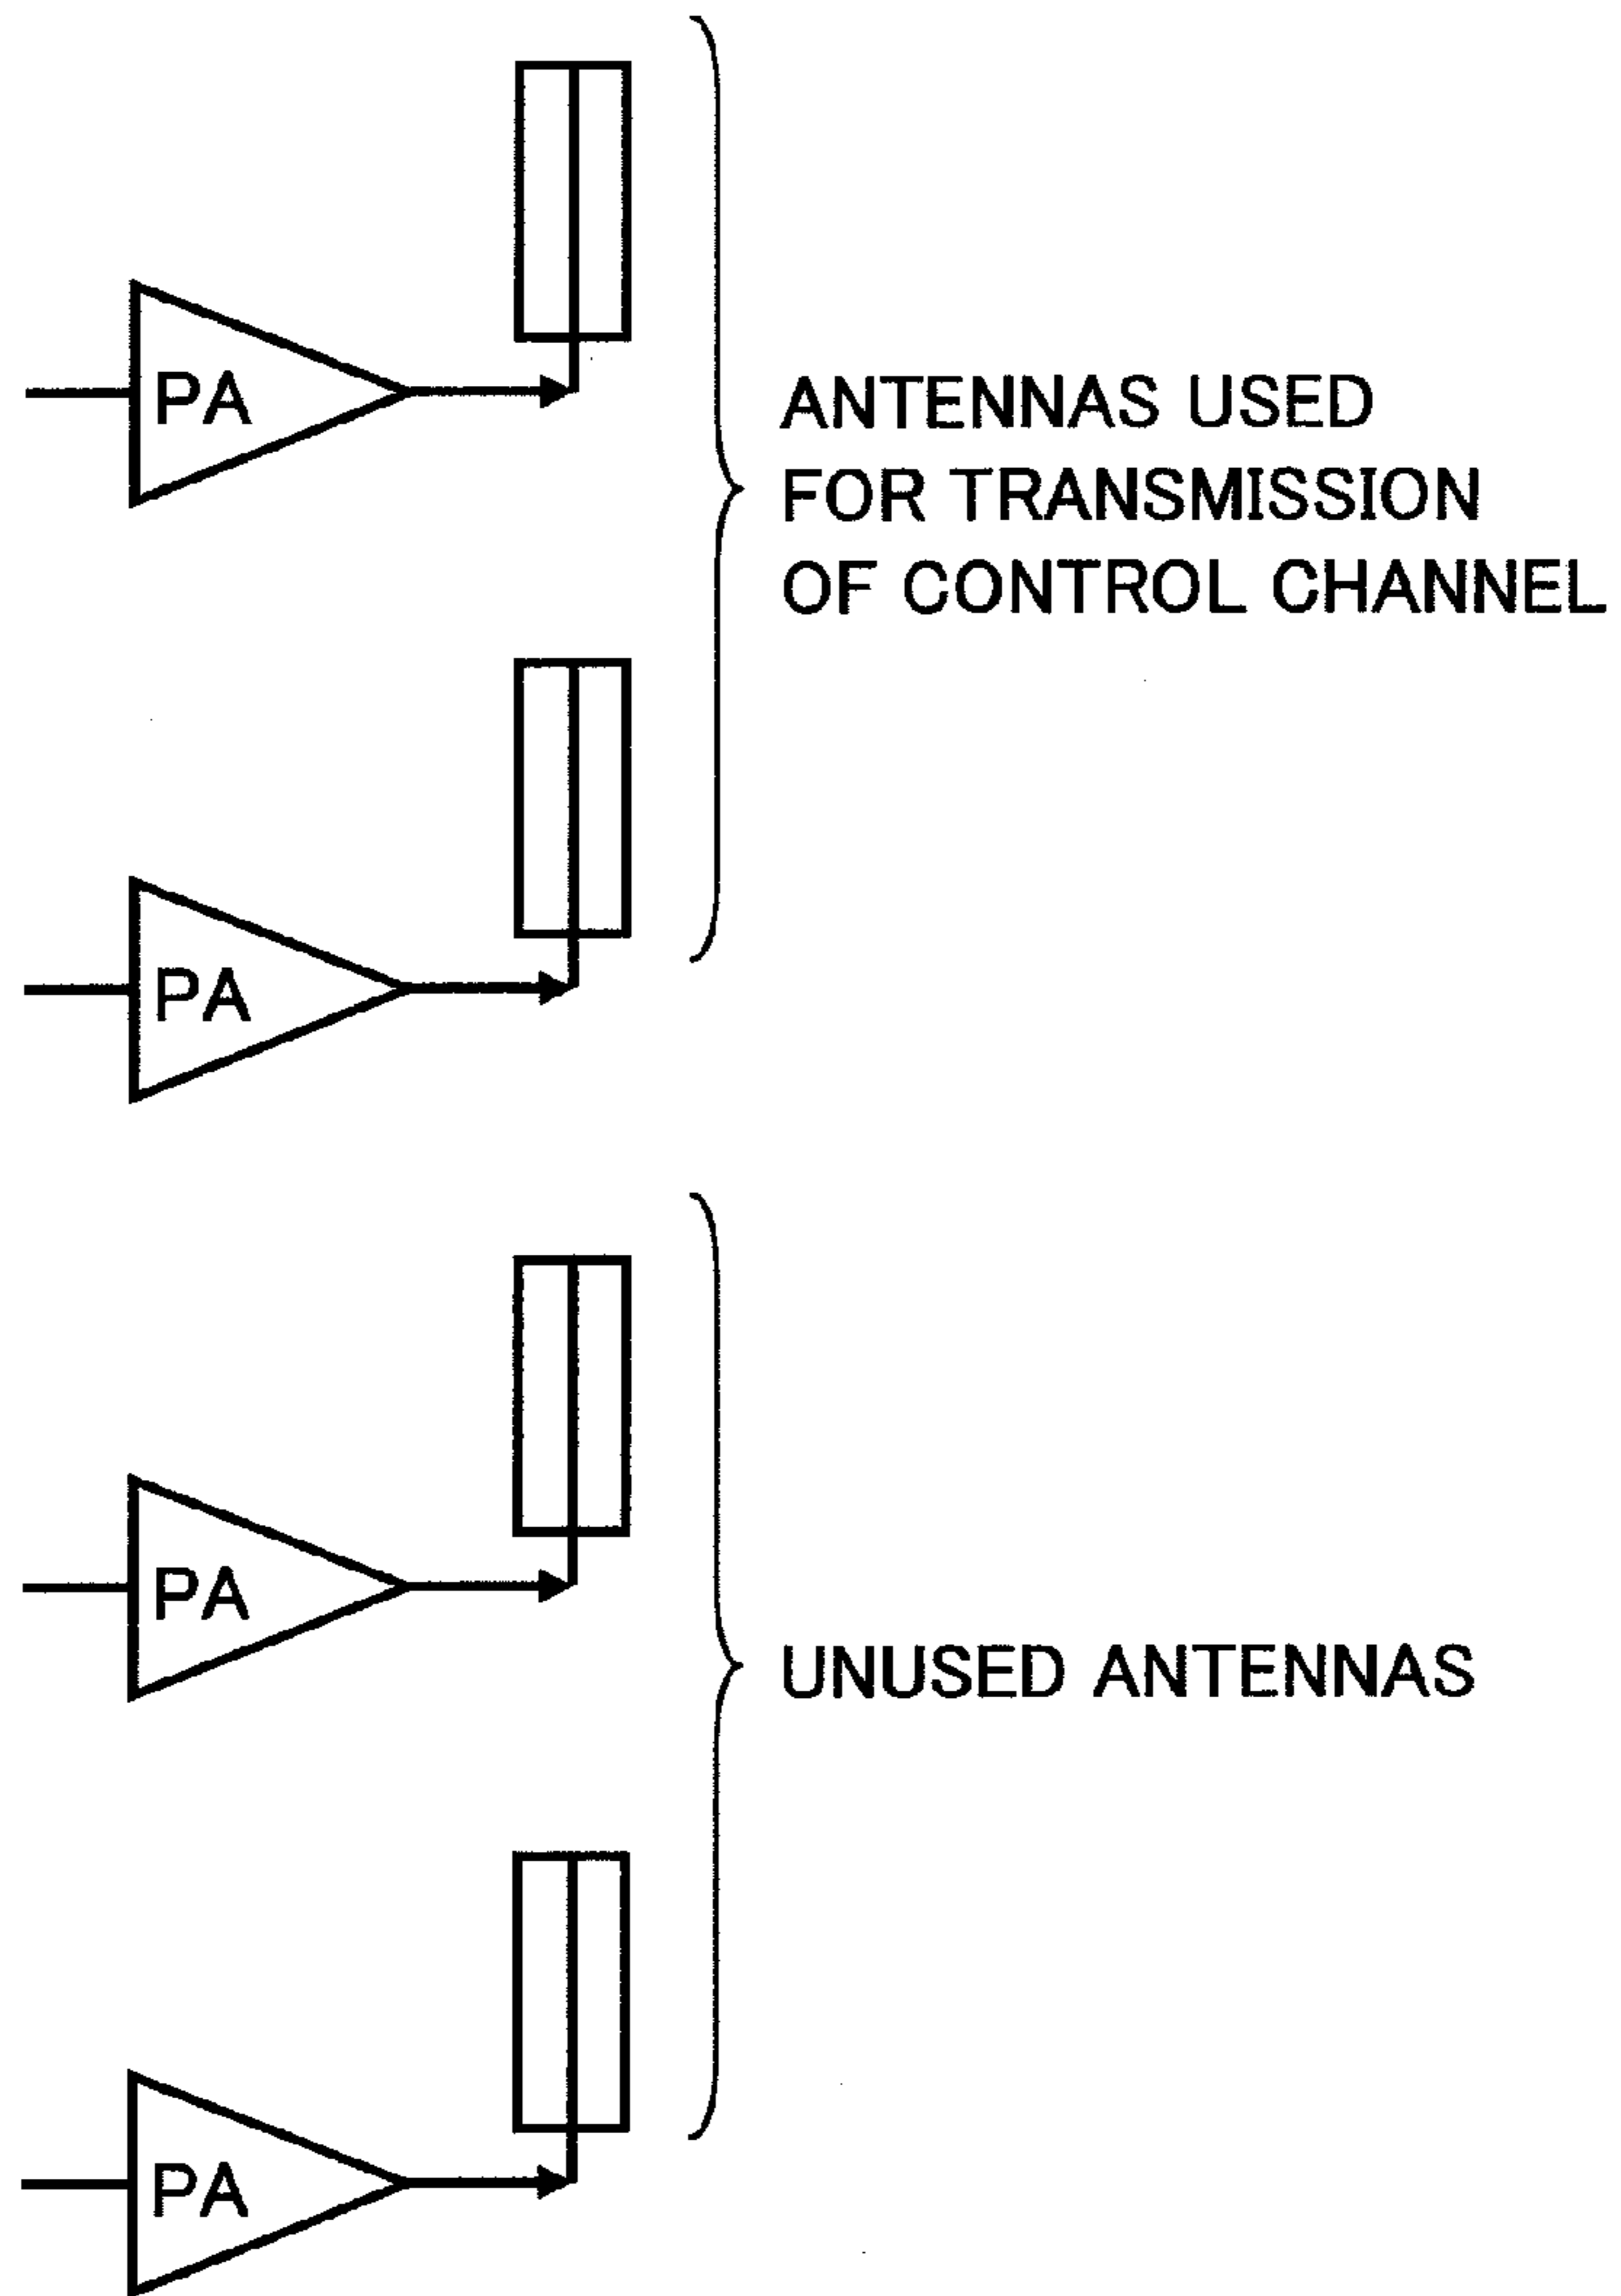 PA
ANTENNAS USED
FOR TRANSMISSION
OF CONTROL CHANNEL
PA
PA
UNUSED ANTENNAS
PA